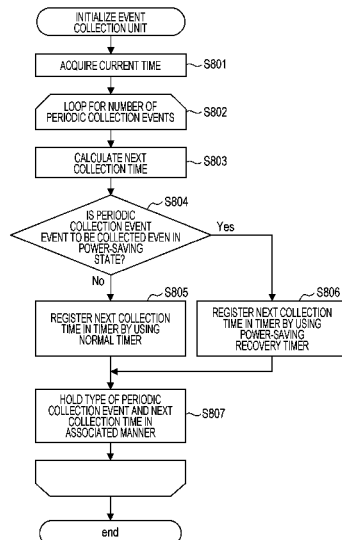 INITIALIZE EVENT
COLLECTION UNIT
ACQUIRE CURRENT TIME
S801
LOOP FOR NUMBER OF
PERIODIC COLLECTION EVENTS
S802
CALCULATE NEXT
COLLECTION TIME
S803
S804
IS PERIODIC
COLLECTION EVENT
EVENT TO BE COLLECTED EVEN IN
POWER-SAVING
STATE?
Yes
No
S805
REGISTER NEXT COLLECTION
TIME IN TIMER BY USING
NORMAL TIMER
S806
REGISTER NEXT COLLECTION
TIME IN TIMER BY USING
POWER-SAVING
RECOVERY TIMER
HOLD TYPE OF PERIODIC
COLLECTION EVENT AND NEXT
COLLECTION TIME IN
ASSOCIATED MANNER
S807
end